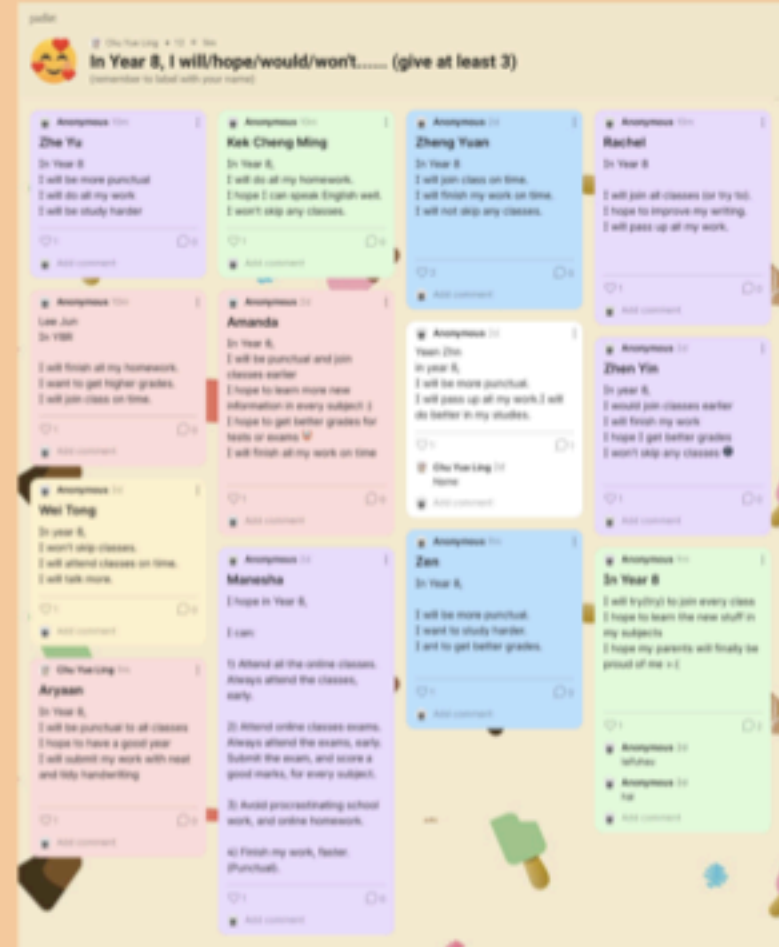 padlet
Chu Yue Ling • 12 • 9m
In Year 8, I will/hope/would/won't...... (give at least 3)
(remember to label with your name)
Anonymous 10m
Zhe Yu
In Year 8
I will be more punctual
I will do all my work
I will be study harder
Add comment
Anonymous
Lee Jun
In YB8
I will finish all my homework.
I want to get higher grades.
I will join class on time.
Add comment
Anonymous 2d
Wei Tong
In year 8,
I won't skip classes.
I will attend classes on time.
I will talk more.
Add comment
Chu Yue Ling
Aryaan
In Year 8,
I will be punctual to all classes
I hope to have a good year
I will submit my work with neat
and tidy handwriting
Add comment
Anonymous
Kek Cheng Ming
In Year 8,
I will do all my homework.
I hope I can speak English well.
I won't skip any classes.
Add comment
Anonymous 2d
Amanda
In Year 8,
I will be punctual and join
classes earlier
I hope to learn more new
information in every subject :)
I hope to get better grades for
tests or exams
I will finish all my work on time
Add comment
Anonymous 2d
Manesha
I hope in Year 8,
I can:
1) Attend all the online classes.
Always attend the classes,
early.
2) Attend online classes exams.
Always attend the exams, early.
Submit the exam, and score a
good marks, for every subject.
3) Avoid procrastinating school
work, and online homework.
4) Finish my work, faster.
(Punctual).
Add comment
Anonymous 2d
Zheng Yuan
In Year 8
I will join class on time.
I will finish my work on time.
I will not skip any classes.
Add comment
Anonymous 2d
Yeen Zhn
in year 8,
I will be more punctual.
I will pass up all my work.I will
do better in my studies.
Chu Yue Ling 2d
Name
Add comment
Anonymous
Zen
In Year 8,
I will be more punctual.
I want to study harder.
I ant to get better grades.
Add comment
Anonymous
Rachel
In Year 8
I will join all classes (or try to).
I hope to improve my writing.
I will pass up all my work.
Add comment
Anonymous 2d
Zhen Yin
In year 8,
I would join classes earlier
I will finish my work
I hope I get better grades
I won't skip any classes
Add comment
Anonymous
In Year 8
I will try(try) to join every class
I hope to learn the new stuff in
my subjects
I hope my parents will finally be
proud of me
Anonymous 2d
Anonymous 2d
Add comment